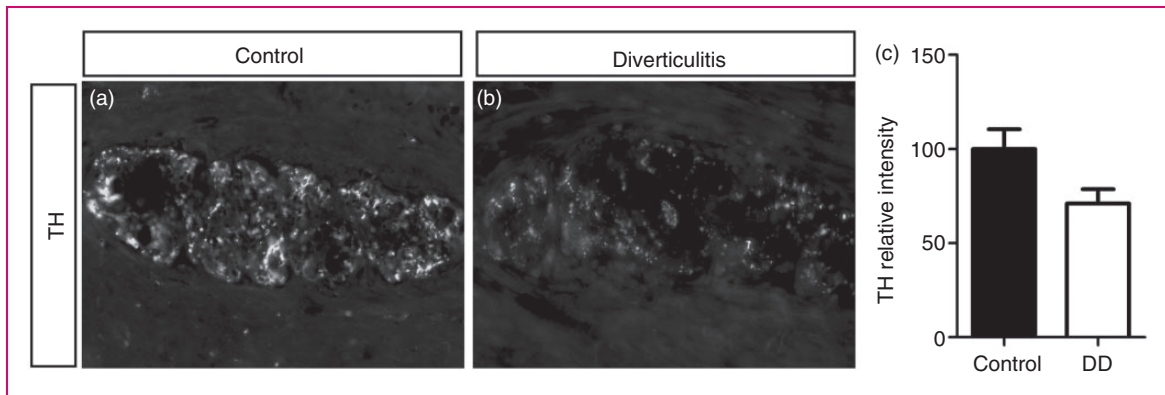 Control
Diverticulitis
TH
(a)
(b)
(c)
150
100
50
0
TH relative intensity
Control
DD